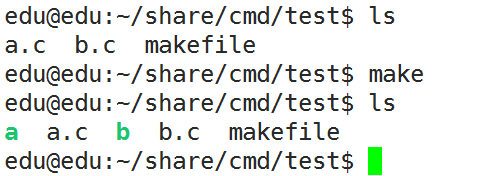 edu@edu:~/share/cmd/test$ ls
a.c  b.c  makefile
edu@edu:~/share/cmd/test$ make
edu@edu:~/share/cmd/test$ ls
a  a.c  b  b.c  makefile
edu@edu:~/share/cmd/test$